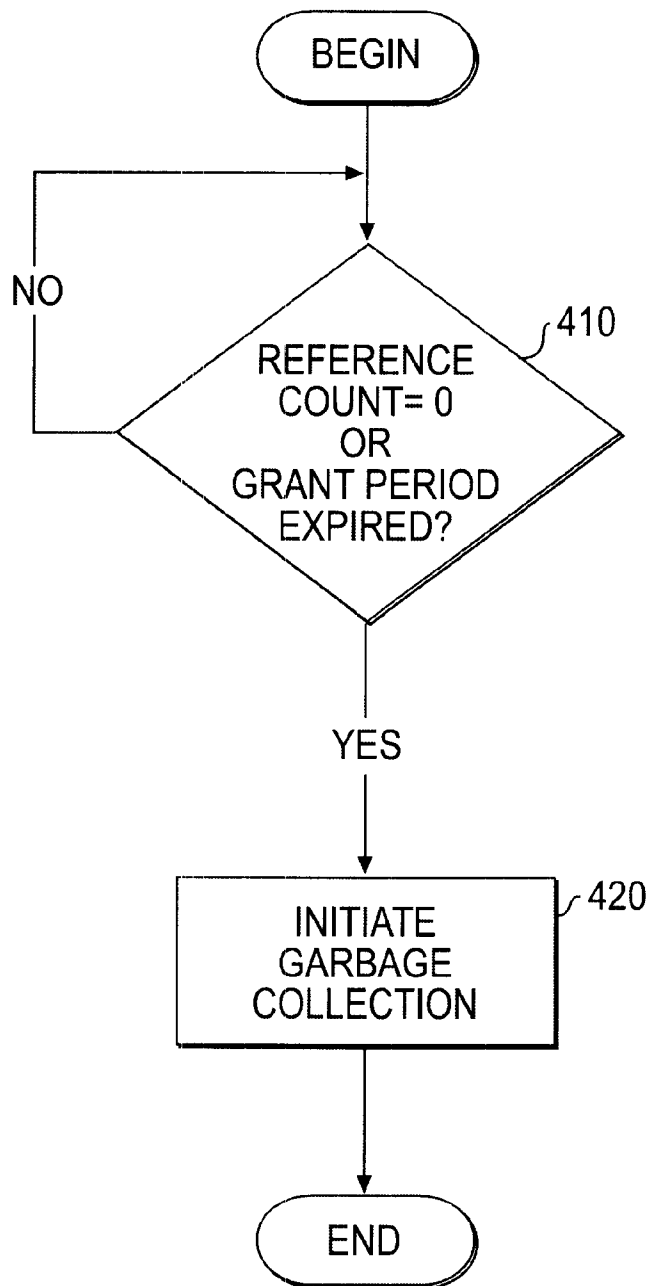 BEGIN
NO
410
REFERENCE
COUNT= 0
OR
GRANT PERIOD
EXPIRED?
YES
420
INITIATE
GARBAGE
COLLECTION
END